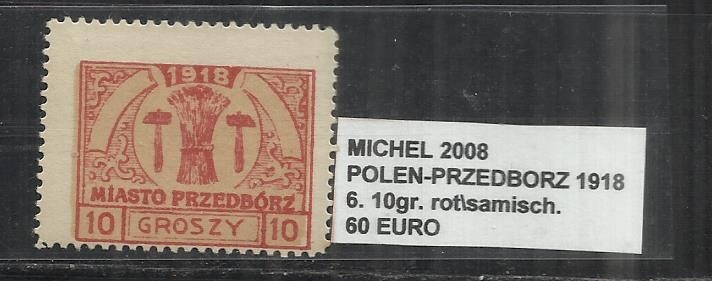 1918
MIASTO PRZEDBÓRZ
10 GROSZY 10
MICHEL 2008
POLEN-PRZEDBORZ 1918
6. 10gr. rot\samisch.
60 EURO